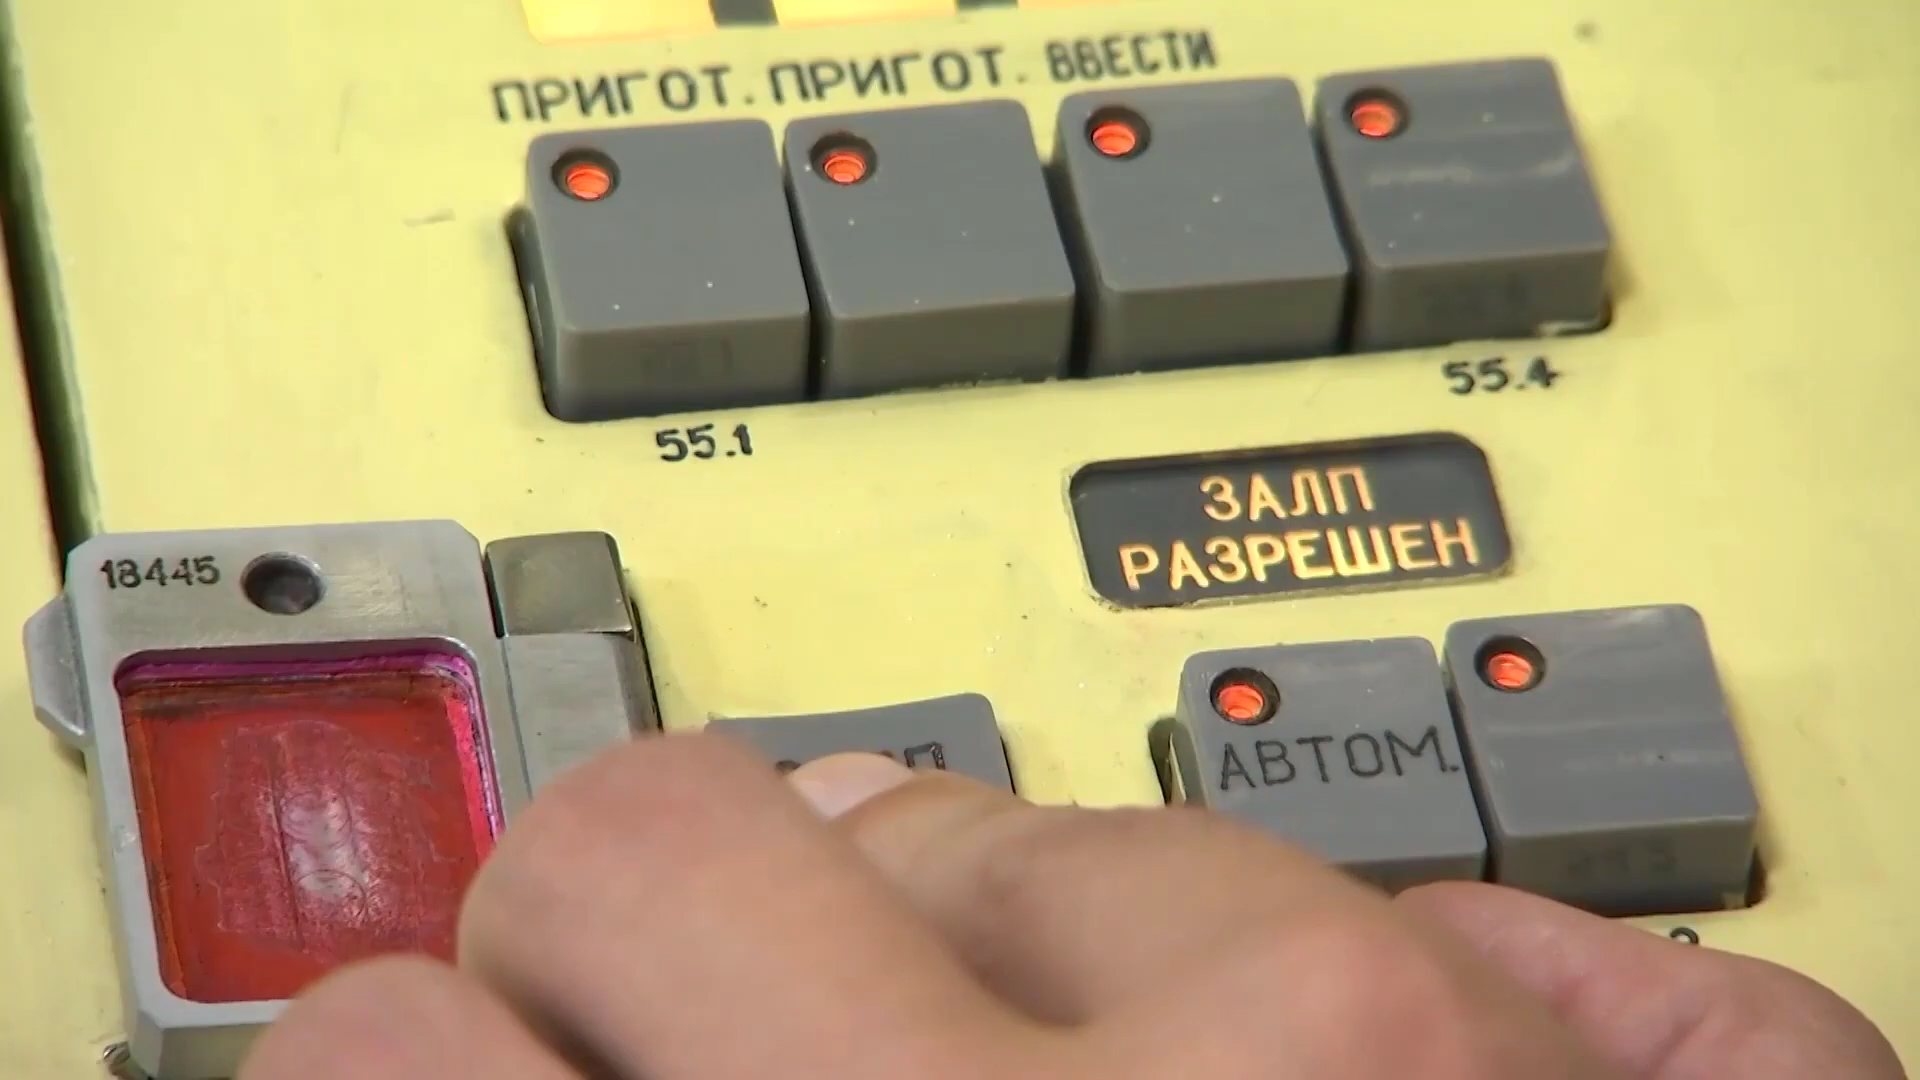 ПРИГОТ. ПРИГОТ. ВВЕСТИ
55.1
55.4
ЗАЛП
РАЗРЕШЕН
18445
АВТОМ.